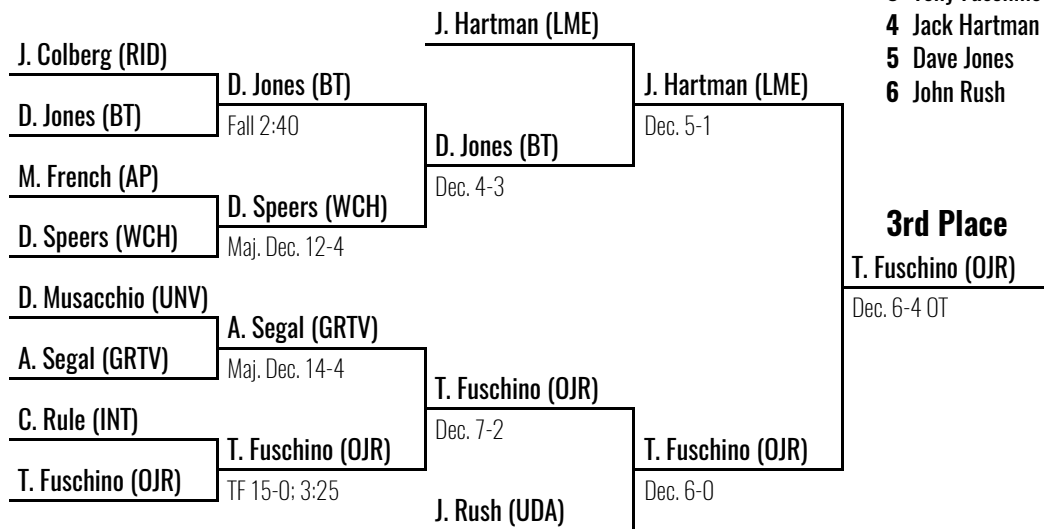 4 Jack Hartman
5 Dave Jones
6 John Rush
J. Colberg (RID)
D. Jones (BT)
M. French (AP)
D. Speers (WCH)
D. Musacchio (UNV)
A. Segal (GRTV)
C. Rule (INT)
T. Fuschino (OJR)
D. Jones (BT)
Fall 2:40
D. Speers (WCH)
Maj. Dec. 12-4
A. Segal (GRTV)
Maj. Dec. 14-4
T. Fuschino (OJR)
TF 15-0; 3:25
J. Hartman (LME)
D. Jones (BT)
Dec. 4-3
T. Fuschino (OJR)
Dec. 7-2
J. Rush (UDA)
J. Hartman (LME)
Dec. 5-1
T. Fuschino (OJR)
Dec. 6-0
3rd Place
T. Fuschino (OJR)
Dec. 6-4 OT